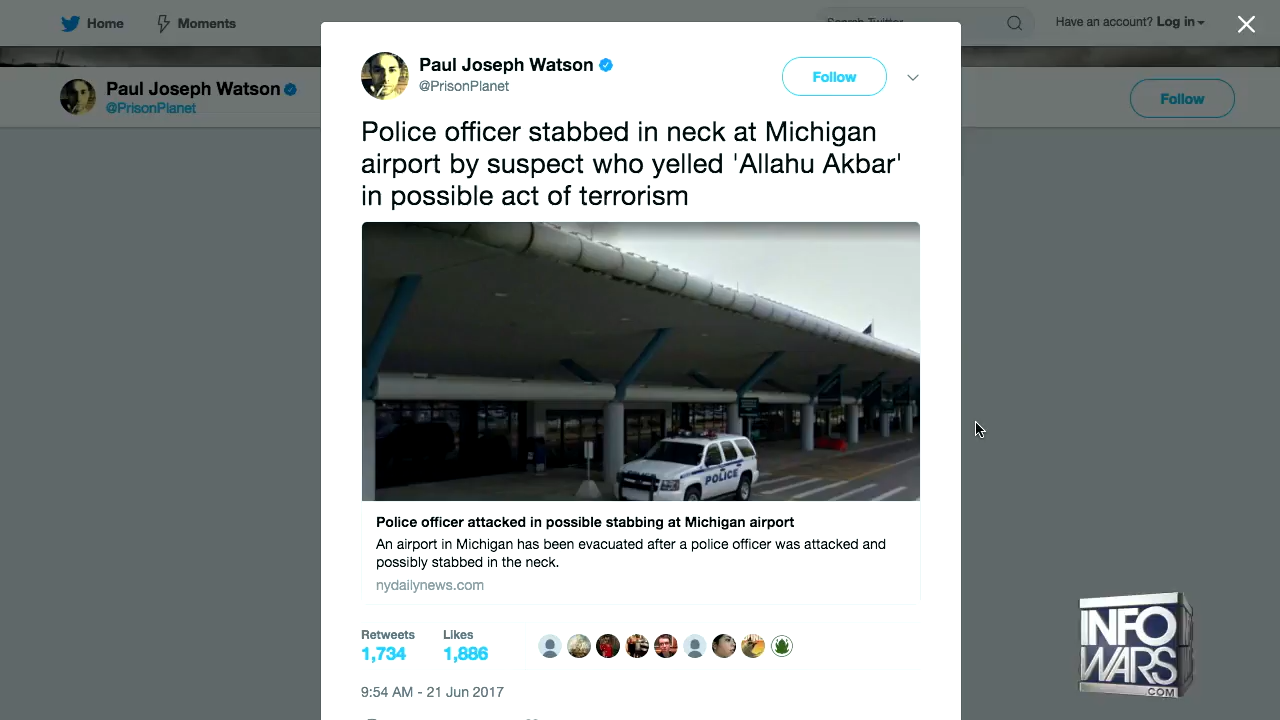 Home
Moments
Search Twitter
Have an account? Log in
Paul Joseph Watson
@PrisonPlanet
Follow
Paul Joseph Watson
@PrisonPlanet
Follow
Police officer stabbed in neck at Michigan
airport by suspect who yelled 'Allahu Akbar'
in possible act of terrorism
POLICE
Police officer attacked in possible stabbing at Michigan airport
An airport in Michigan has been evacuated after a police officer was attacked and
possibly stabbed in the neck.
nydailynews.com
Retweets
Likes
1,734
1,886
9:54 AM - 21 Jun 2017
INFO
WARS
.COM